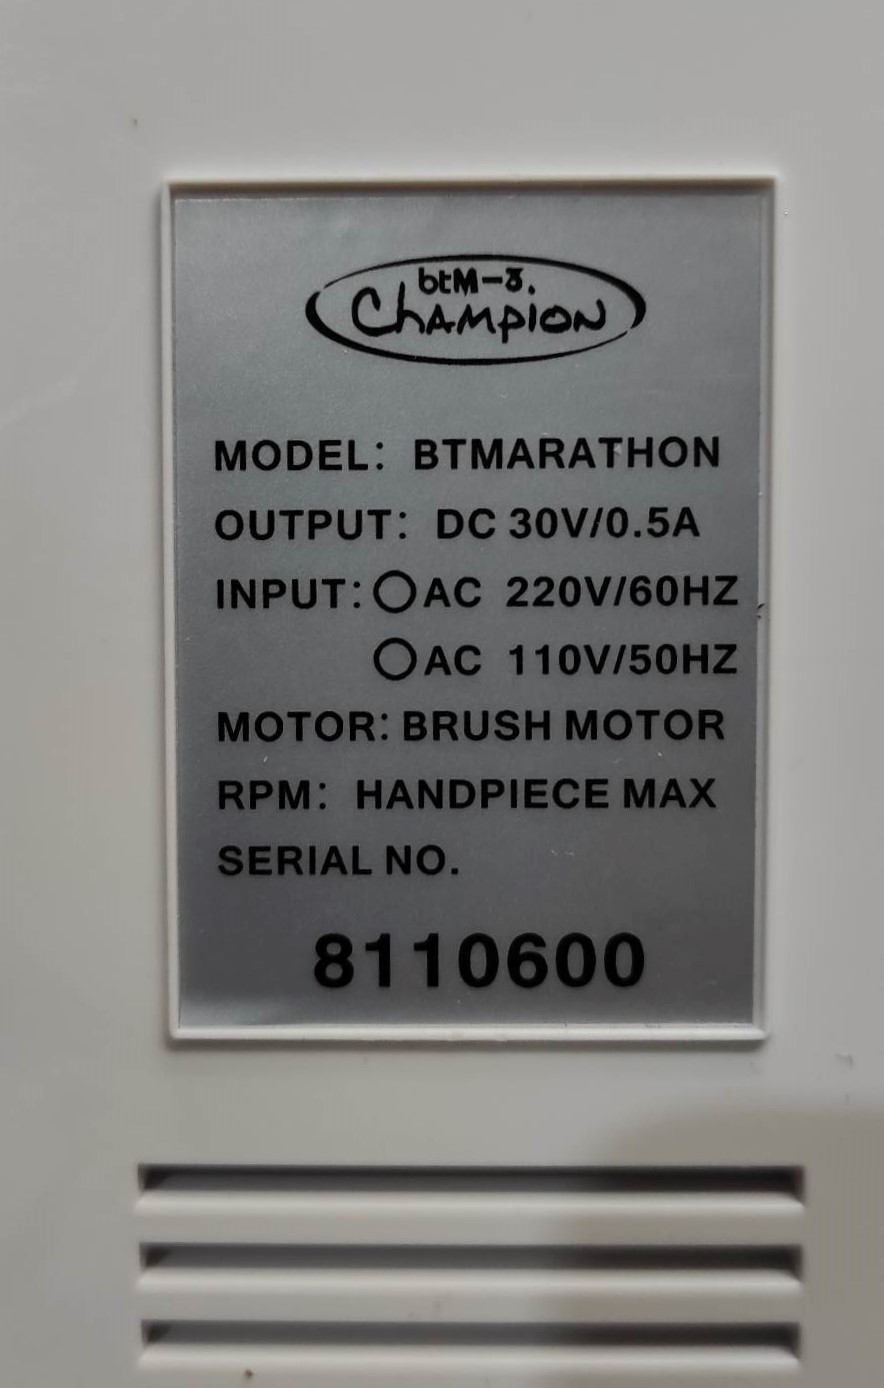 btM-3.
ChAMpION
MODEL: BTMARATHON
OUTPUT: DC 30V/0.5A
INPUT: AC 220V/60HZ
AC 110V/50HZ
MOTOR: BRUSH MOTOR
RPM: HANDPIECE MAX
SERIAL NO.
8110600